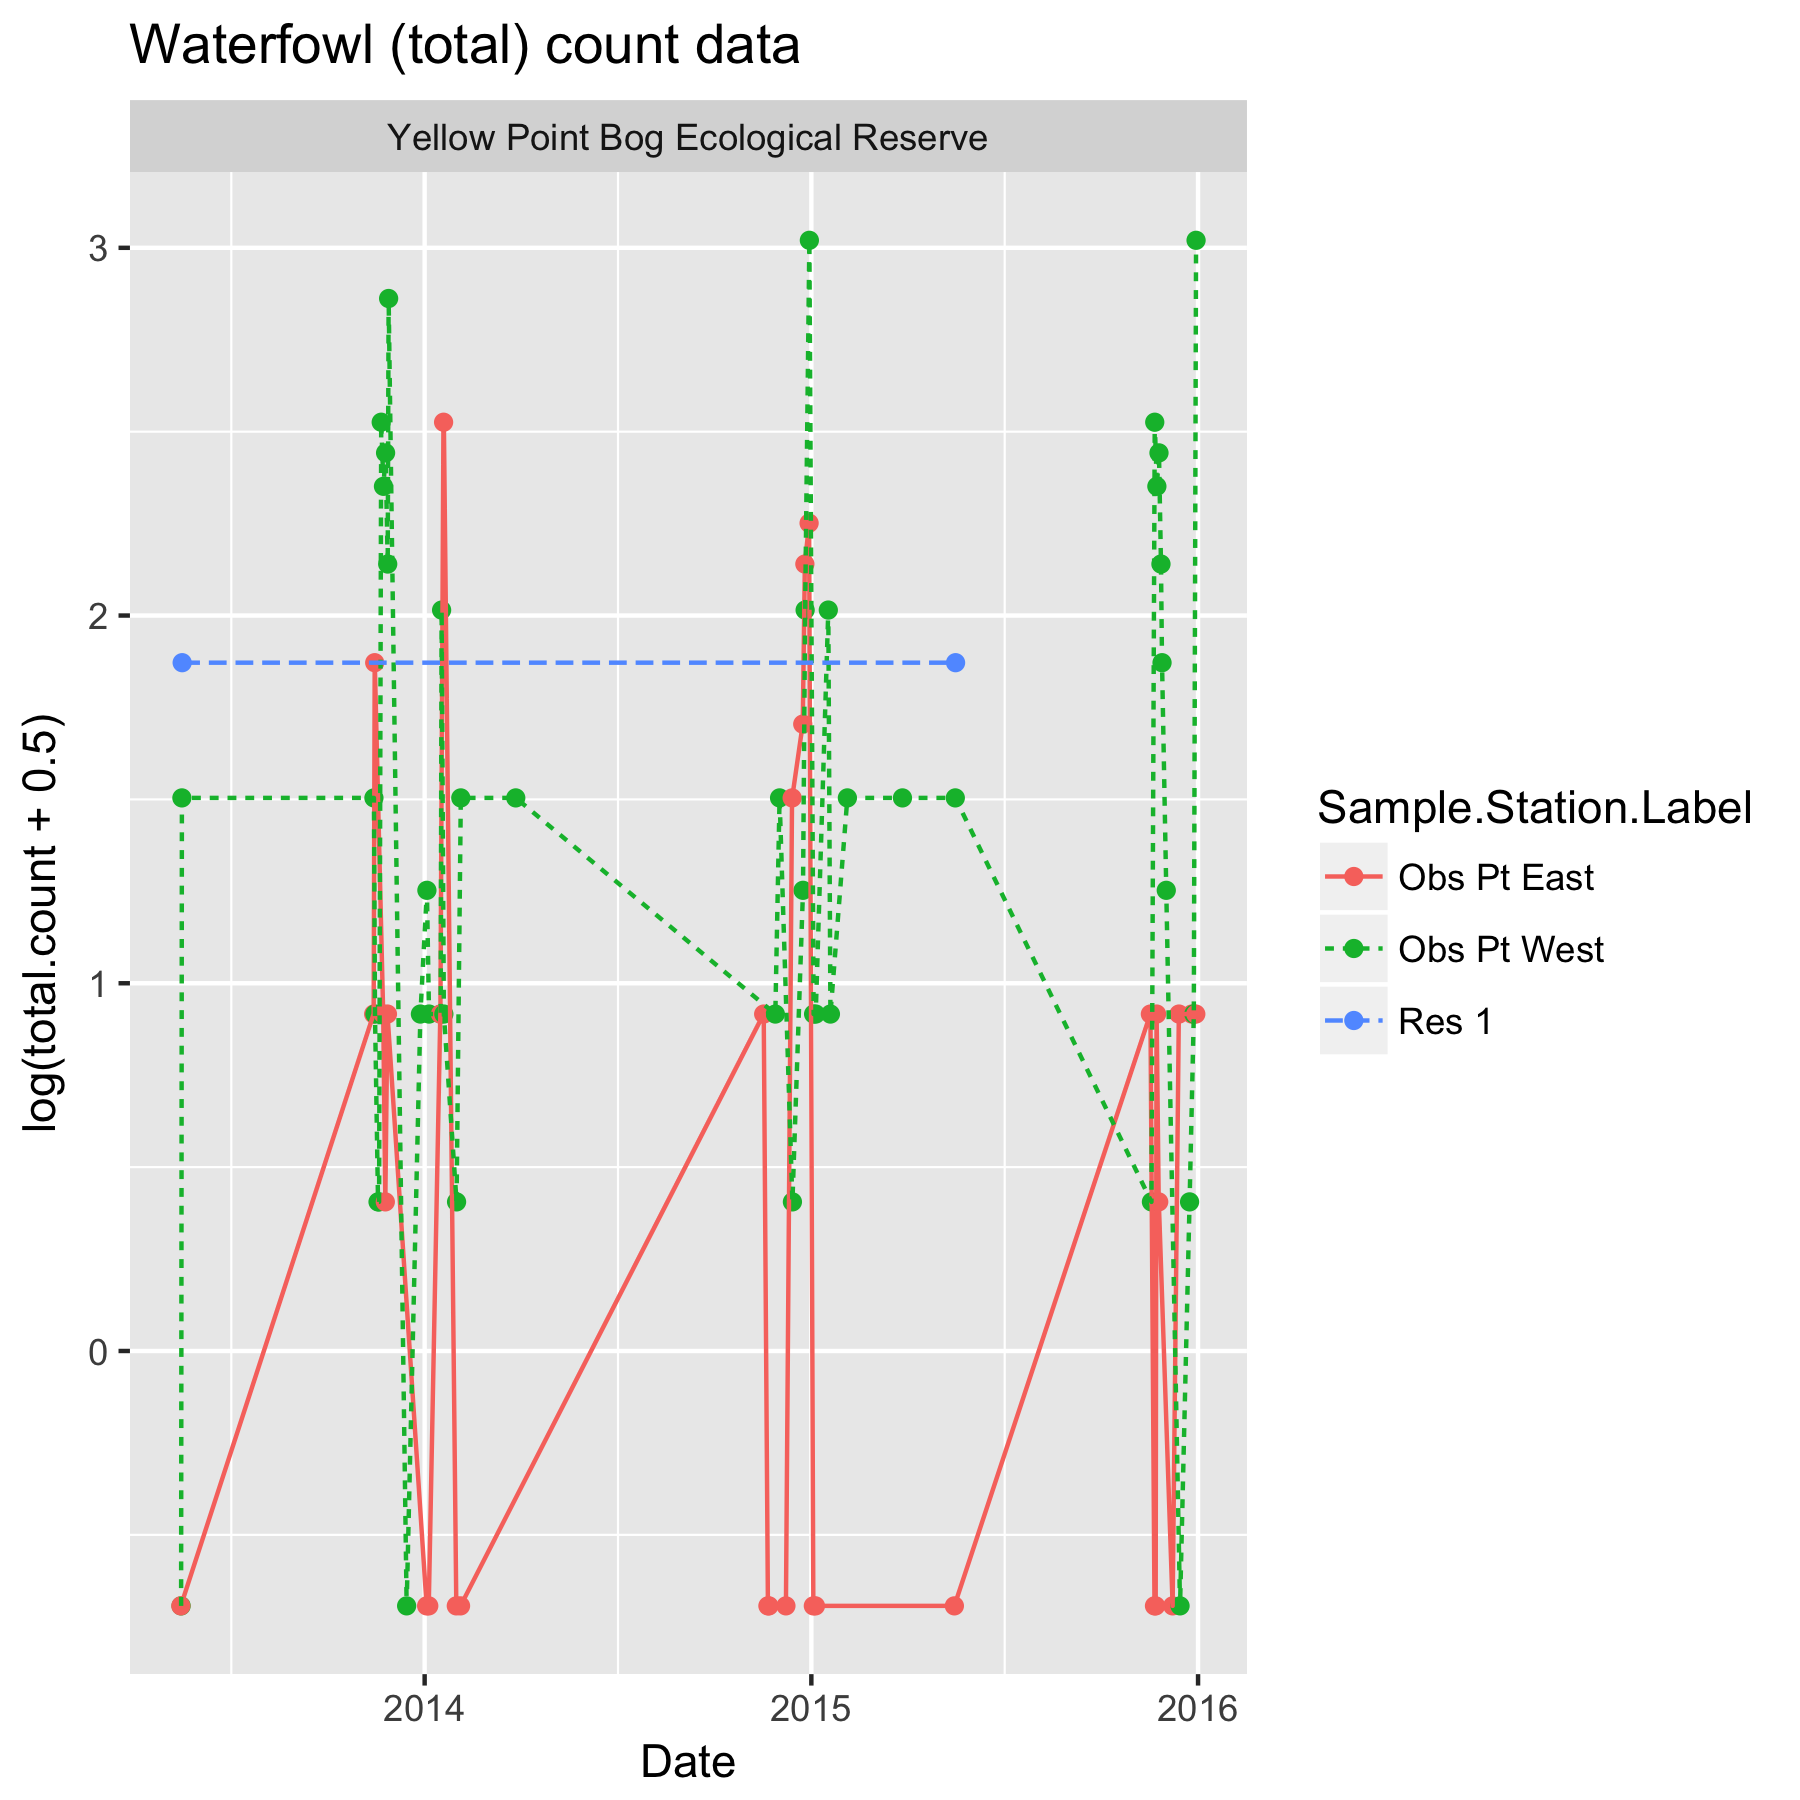 Waterfowl (total) count data
Yellow Point Bog Ecological Reserve
3
2
1
0
log(total.count + 0.5)
2014
2015
2016
Date
Sample.Station.Label
Obs Pt East
Obs Pt West
Res 1